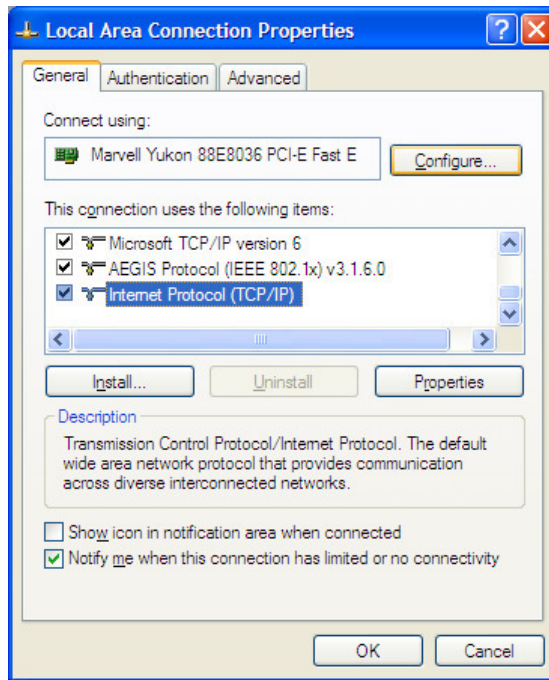 Local Area Connection Properties
General Authentication Advanced
Connect using:
Marvell Yukon 88E8036 PCI-E Fast E
Configure...
This connection uses the following items:
Microsoft TCP/IP version 6
AEGIS Protocol (IEEE 802.1x) v3.1.6.0
Internet Protocol (TCP/IP)
Install... Uninstall Properties
Description
Transmission Control Protocol/Internet Protocol. The default
wide area network protocol that provides communication
across diverse interconnected networks.
Show icon in notification area when connected
Notify me when this connection has limited or no connectivity
OK Cancel